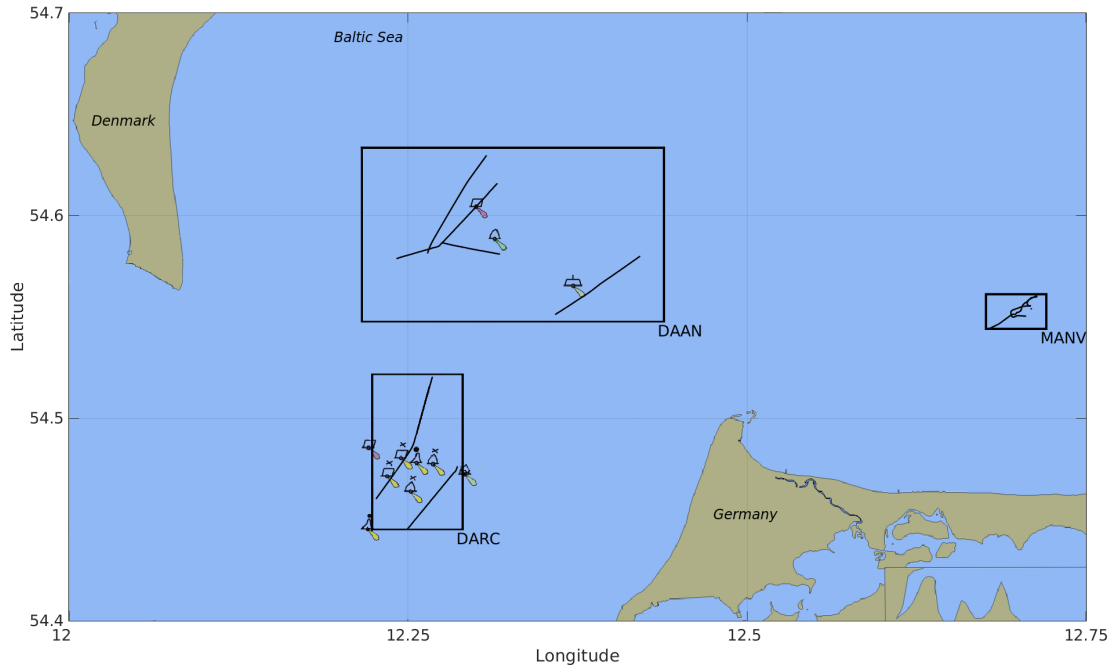 54.7
Baltic Sea
Denmark
54.6
DAAN
MANV
54.5
Germany
DARC
54.4
12
12.25
12.5
12.75
Latitude
Longitude